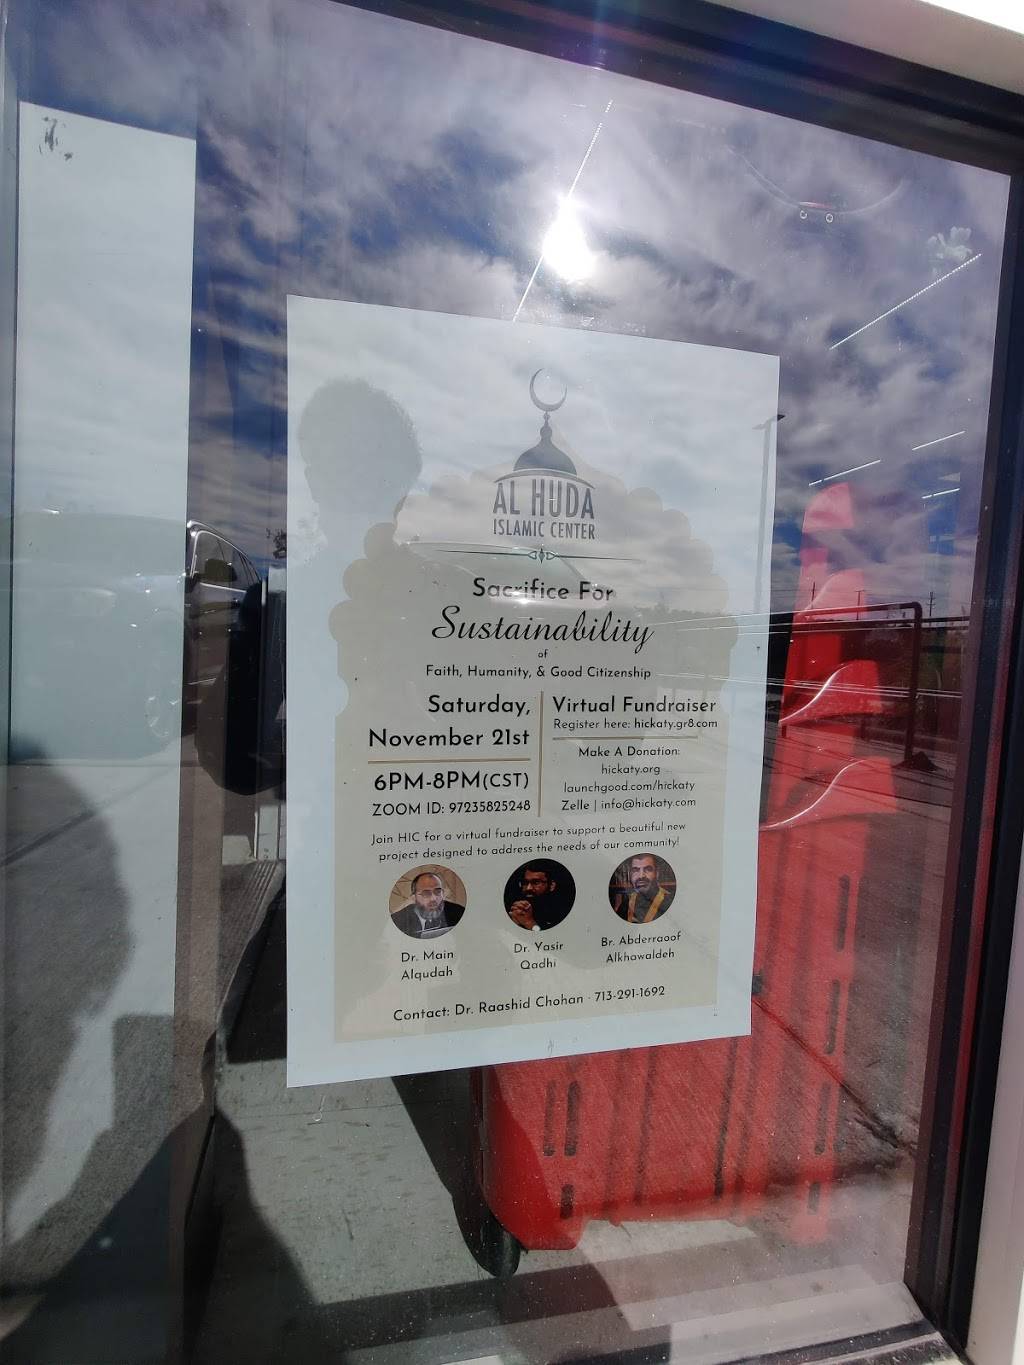 AL HUDA
ISLAMIC CENTER
Sacrifice For
Sustainability
of
Faith, Humanity, & Good Citizenship
Saturday,
November 21st
6PM-8PM(CST)
ZOOM ID: 97235825248
Virtual Fundraiser
Register here: hickaty.gr8.com
Make A Donation:
hickaty.org
launchgood.com/hickaty
Zelle | info@hickaty.com
Join HIC for a virtual fundraiser to support a beautiful new
project designed to address the needs of our community!
Dr. Main
Alqudah
Dr. Yasir
Qadhi
Br. Abderraoof
Alkhawaldeh
Contact: Dr. Raashid Chohan · 713-291-1692